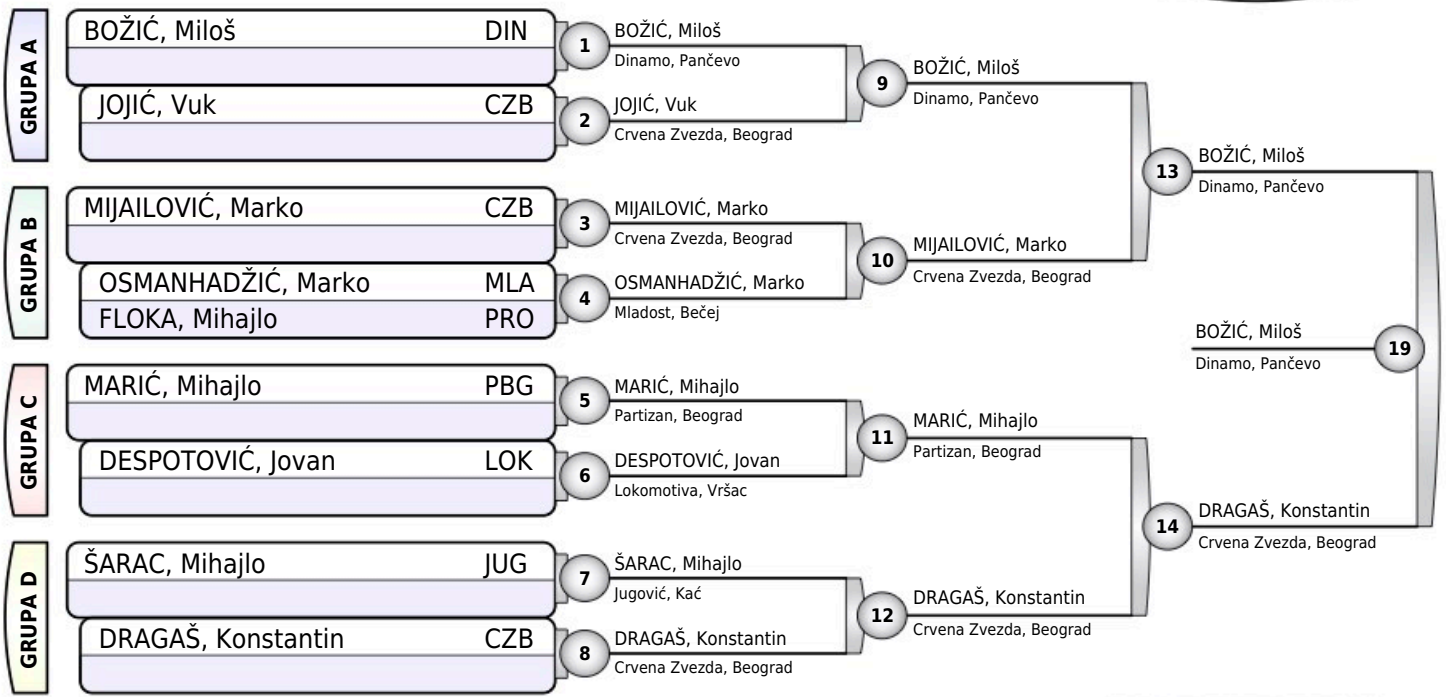 GRUPA A
BOŽIĆ, Miloš DIN
JOJIĆ, Vuk CZB
1
BOŽIĆ, Miloš
Dinamo, Pančevo
2
JOJIĆ, Vuk
Crvena Zvezda, Beograd
9
BOŽIĆ, Miloš
Dinamo, Pančevo
GRUPA B
MIJAILOVIĆ, Marko CZB
OSMANHADŽIĆ, Marko MLA
FLOKA, Mihajlo PRO
3
MIJAILOVIĆ, Marko
Crvena Zvezda, Beograd
4
OSMANHADŽIĆ, Marko
Mladost, Bečej
10
MIJAILOVIĆ, Marko
Crvena Zvezda, Beograd
13
BOŽIĆ, Miloš
Dinamo, Pančevo
GRUPA C
MARIĆ, Mihajlo PBG
DESPOTOVIĆ, Jovan LOK
5
MARIĆ, Mihajlo
Partizan, Beograd
6
DESPOTOVIĆ, Jovan
Lokomotiva, Vršac
11
MARIĆ, Mihajlo
Partizan, Beograd
GRUPA D
ŠARAC, Mihajlo JUG
DRAGAŠ, Konstantin CZB
7
ŠARAC, Mihajlo
Jugović, Kać
8
DRAGAŠ, Konstantin
Crvena Zvezda, Beograd
12
DRAGAŠ, Konstantin
Crvena Zvezda, Beograd
14
DRAGAŠ, Konstantin
Crvena Zvezda, Beograd
BOŽIĆ, Miloš
Dinamo, Pančevo
19